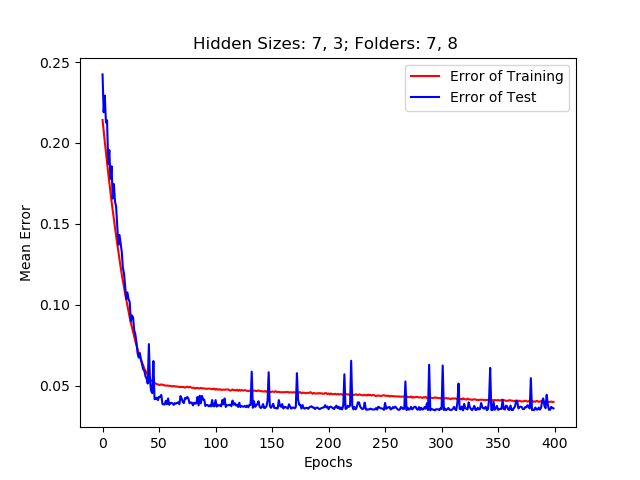 Hidden Sizes: 7, 3; Folders: 7, 8
Error of Training
Error of Test
Mean Error
0.25
0.20
0.15
0.10
0.05
0 50 100 150 200 250 300 350 400
Epochs